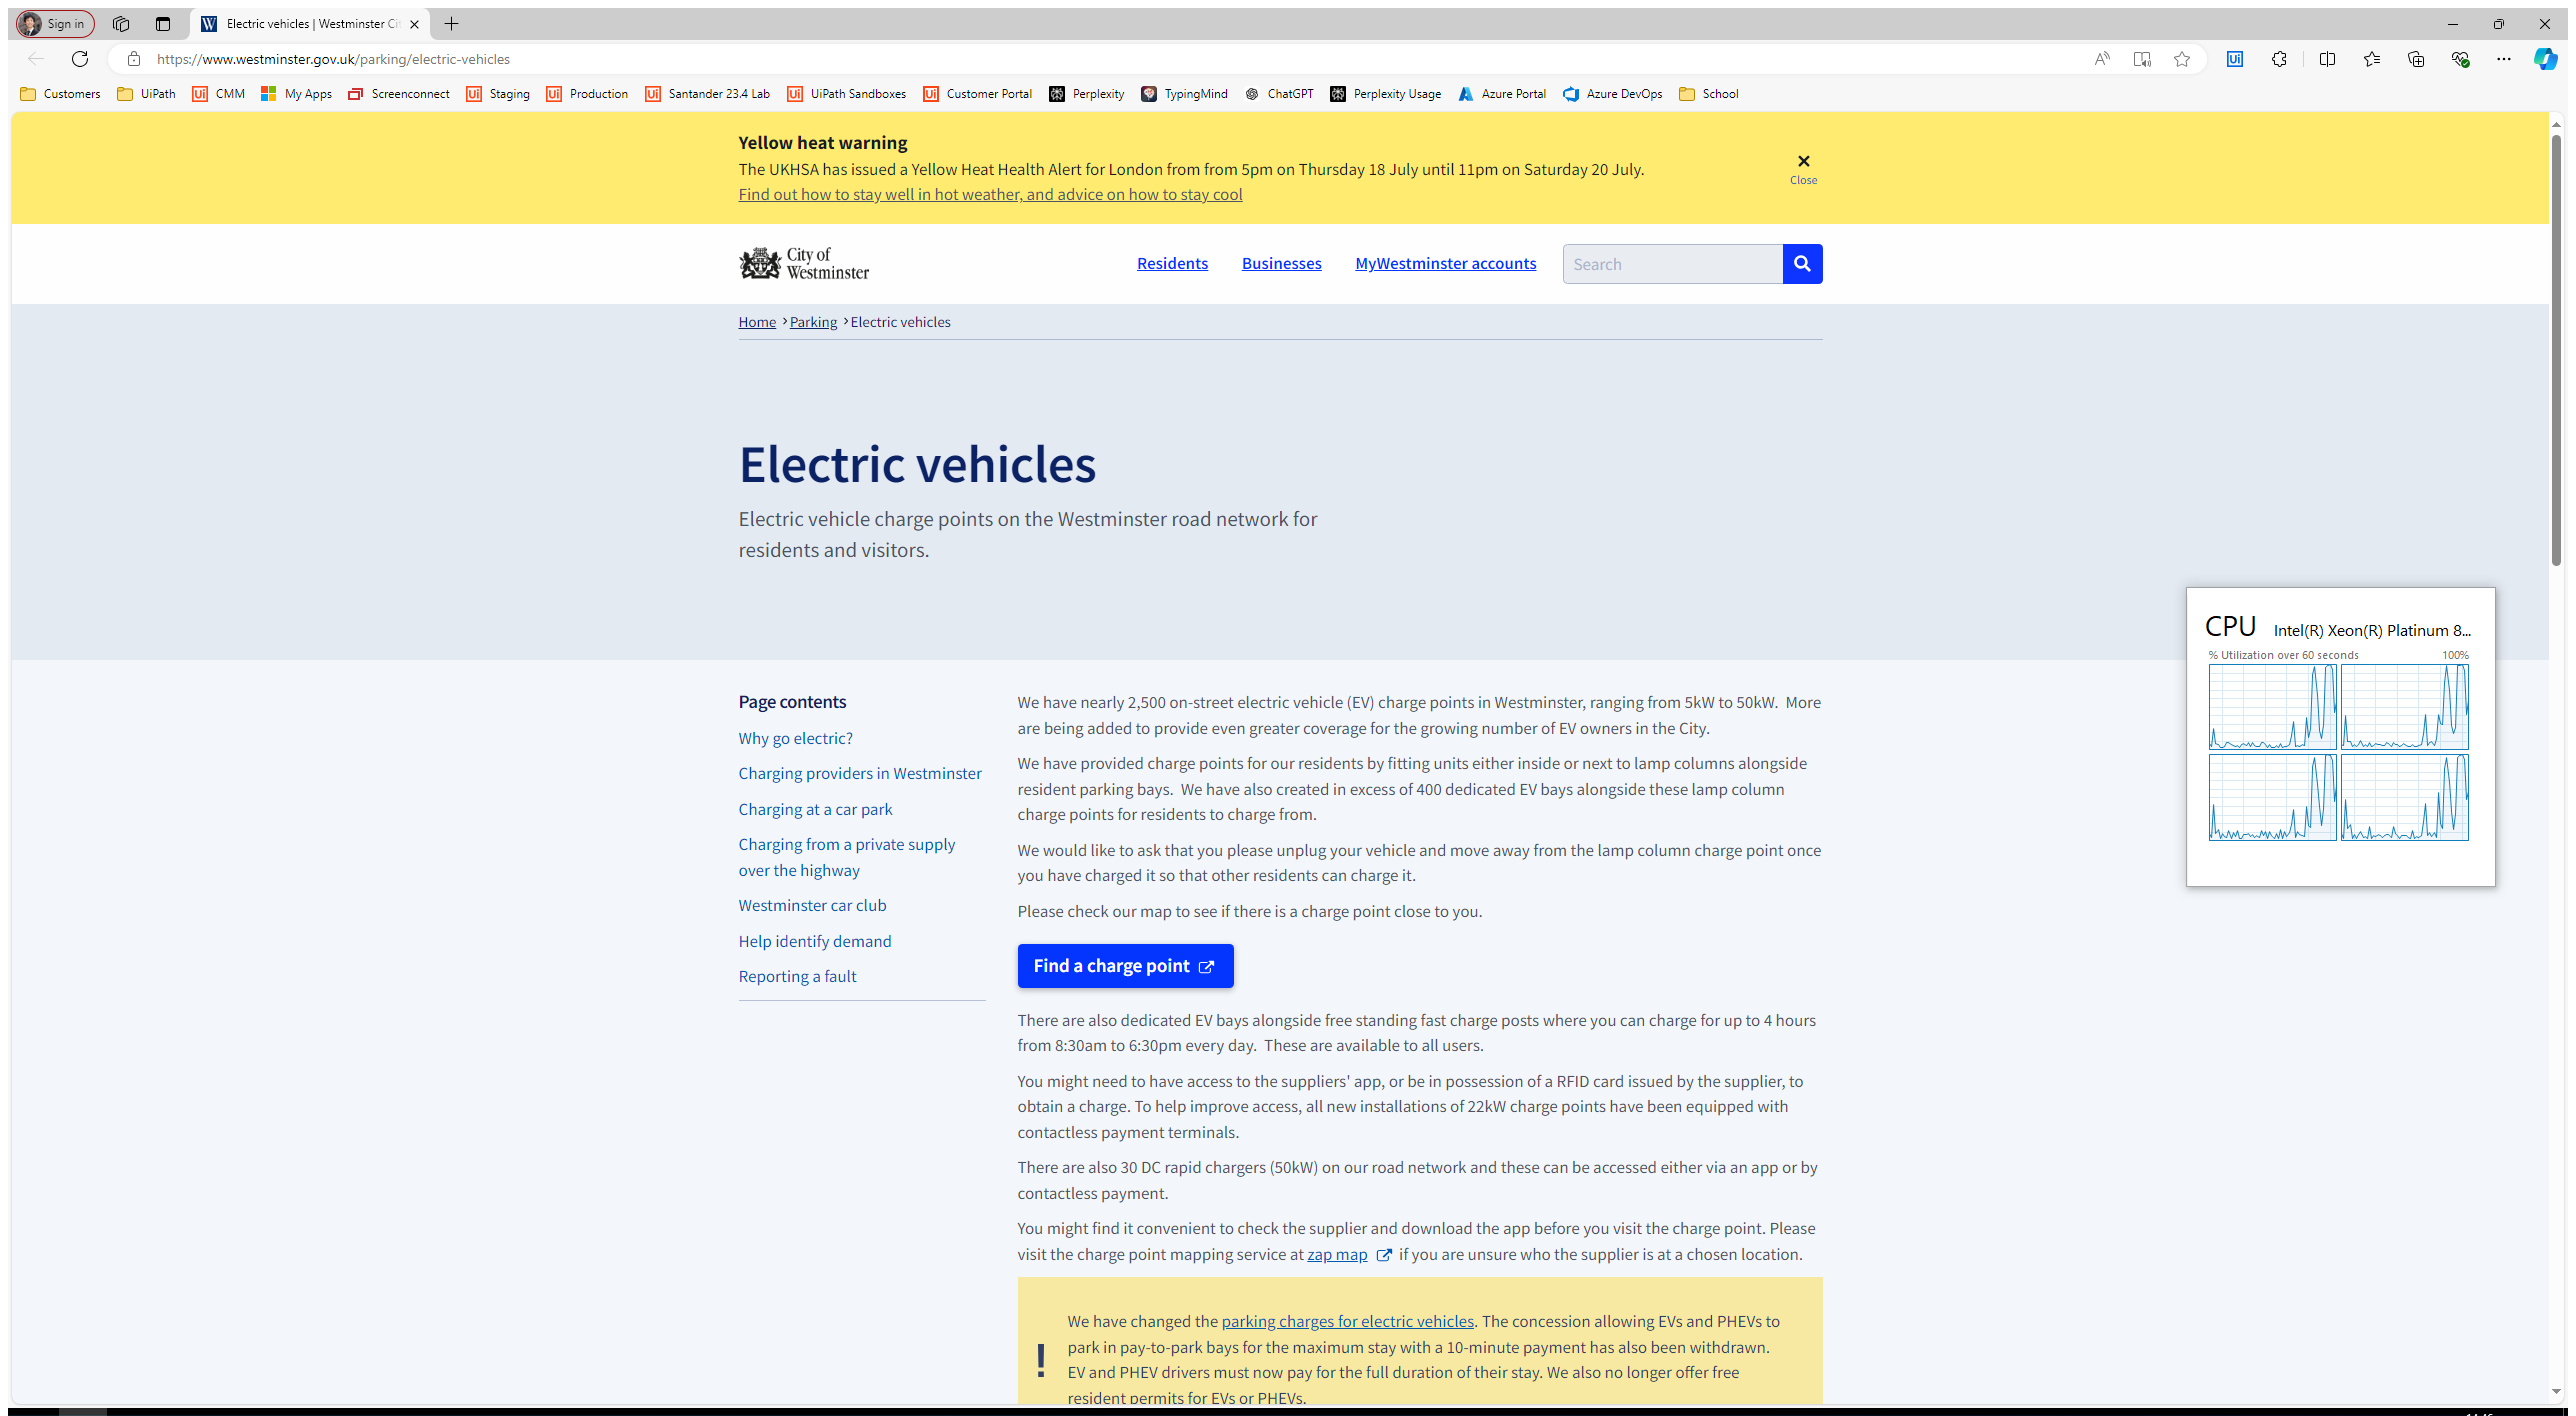 Sign in
Electric vehicles | Westminster Cit
https://www.westminster.gov.uk/parking/electric-vehicles
Customers UiPath CMM My Apps Screenconnect Staging Production Santander 23.4 Lab UiPath Sandboxes Customer Portal Perplexity TypingMind ChatGPT Perplexity Usage Azure Portal Azure DevOps School
Yellow heat warning
The UKHSA has issued a Yellow Heat Health Alert for London from from 5pm on Thursday 18 July until 11pm on Saturday 20 July.
Find out how to stay well in hot weather, and advice on how to stay cool
Close
City of
Westminster
Residents Businesses MyWestminster accounts Search
Home › Parking › Electric vehicles
Electric vehicles
Electric vehicle charge points on the Westminster road network for
residents and visitors.
CPU Intel(R) Xeon(R) Platinum 8...
% Utilization over 60 seconds 100%
Page contents
Why go electric?
Charging providers in Westminster
Charging at a car park
Charging from a private supply
over the highway
Westminster car club
Help identify demand
Reporting a fault
We have nearly 2,500 on-street electric vehicle (EV) charge points in Westminster, ranging from 5kW to 50kW. More
are being added to provide even greater coverage for the growing number of EV owners in the City.
We have provided charge points for our residents by fitting units either inside or next to lamp columns alongside
resident parking bays. We have also created in excess of 400 dedicated EV bays alongside these lamp column
charge points for residents to charge from.
We would like to ask that you please unplug your vehicle and move away from the lamp column charge point once
you have charged it so that other residents can charge it.
Please check our map to see if there is a charge point close to you.
Find a charge point
There are also dedicated EV bays alongside free standing fast charge posts where you can charge for up to 4 hours
from 8:30am to 6:30pm every day. These are available to all users.
You might need to have access to the suppliers' app, or be in possession of a RFID card issued by the supplier, to
obtain a charge. To help improve access, all new installations of 22kW charge points have been equipped with
contactless payment terminals.
There are also 30 DC rapid chargers (50kW) on our road network and these can be accessed either via an app or by
contactless payment.
You might find it convenient to check the supplier and download the app before you visit the charge point. Please
visit the charge point mapping service at zap map if you are unsure who the supplier is at a chosen location.
We have changed the parking charges for electric vehicles. The concession allowing EVs and PHEVs to
park in pay-to-park bays for the maximum stay with a 10-minute payment has also been withdrawn.
! EV and PHEV drivers must now pay for the full duration of their stay. We also no longer offer free
resident permits for EVs or PHEVs.